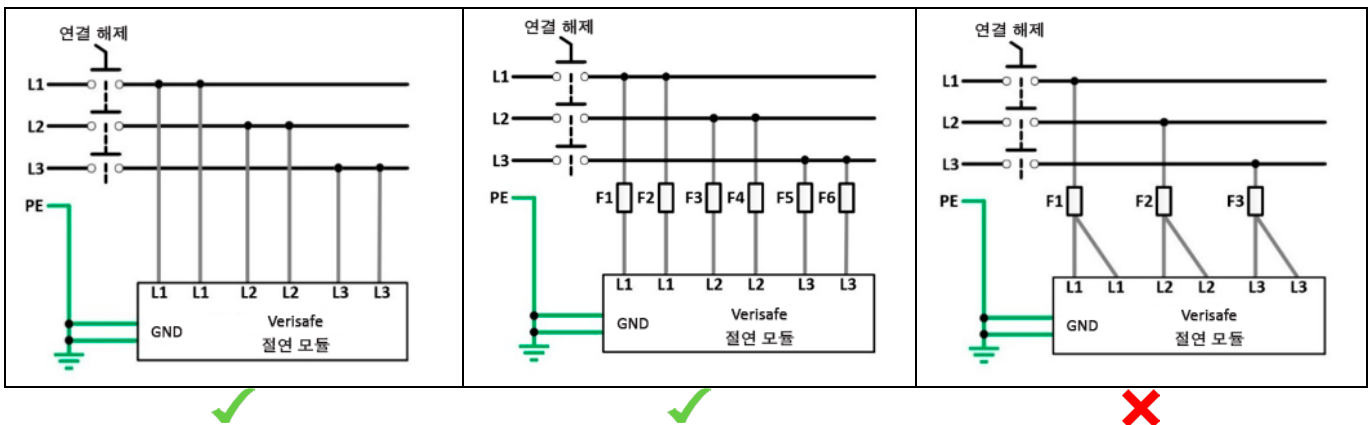 연결 해제
L1
L2
L3
PE
L1 L1 L2 L2 L3 L3
GND
Verisafe
절연 모듈
연결 해제
L1
L2
L3
PE
F1 F2 F3 F4 F5 F6
L1 L1 L2 L2 L3 L3
GND
Verisafe
절연 모듈
연결 해제
L1
L2
L3
PE
F1 F2 F3
L1 L1 L2 L2 L3 L3
GND
Verisafe
절연 모듈